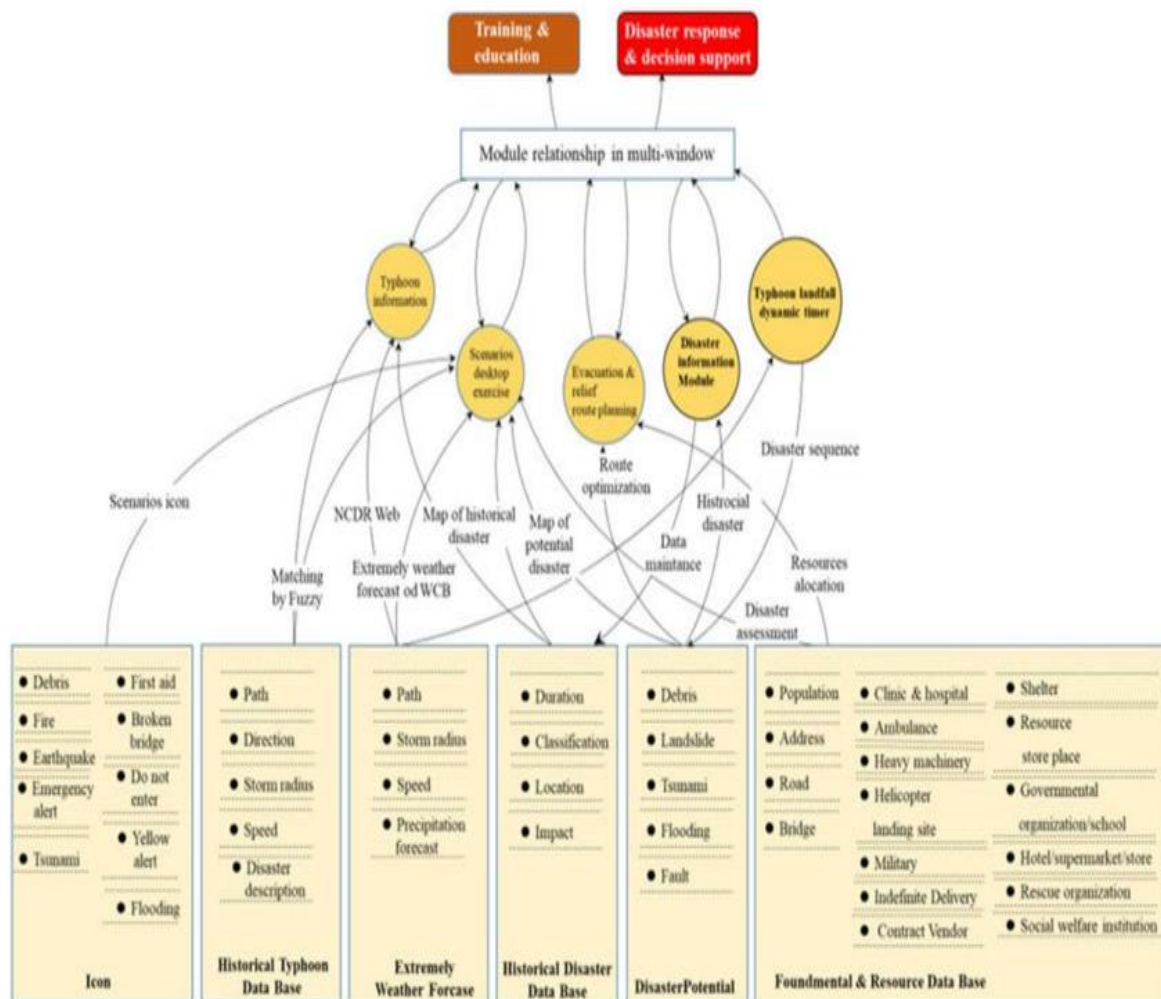 Training &
education
Disaster response
& decision support
Module relationship in multi-window
Typhoon
information
Scenarios
desktop
exercise
Evacuation &
relief
route planning
Disaster
information
Module
Typhoon landfall
dynamic timer
Scenarios icon
Matching
by Fuzzy
NCDR Web
Extremely weather
forecast od WCB
Map of historical
disaster
Map of
potential
disaster
Route
optimization
Data
maintance
Histrocial
disaster
Disaster sequence
Resources
alocation
Disaster
assessment
Debris
Fire
Earthquake
Emergency
alert
Tsunami
First aid
Broken
bridge
Do not
enter
Yellow
alert
Flooding
Icon
Path
Direction
Storm radius
Speed
Disaster
description
Historical Typhoon
Data Base
Path
Storm radius
Speed
Precipitation
forecast
Extremely
Weather Forcase
Duration
Classification
Location
Impact
Historical Disaster
Data Base
Debris
Landslide
Tsunami
Flooding
Fault
DisasterPotential
Population
Address
Road
Bridge
Clinic & hospital
Ambulance
Heavy machinery
Helicopter
landing site
Military
Indefinite Delivery
Contract Vendor
Shelter
Resource
store place
Governmental
organization/school
Hotel/supermarket/store
Rescue organization
Social welfare institution
Foundmental & Resource Data Base